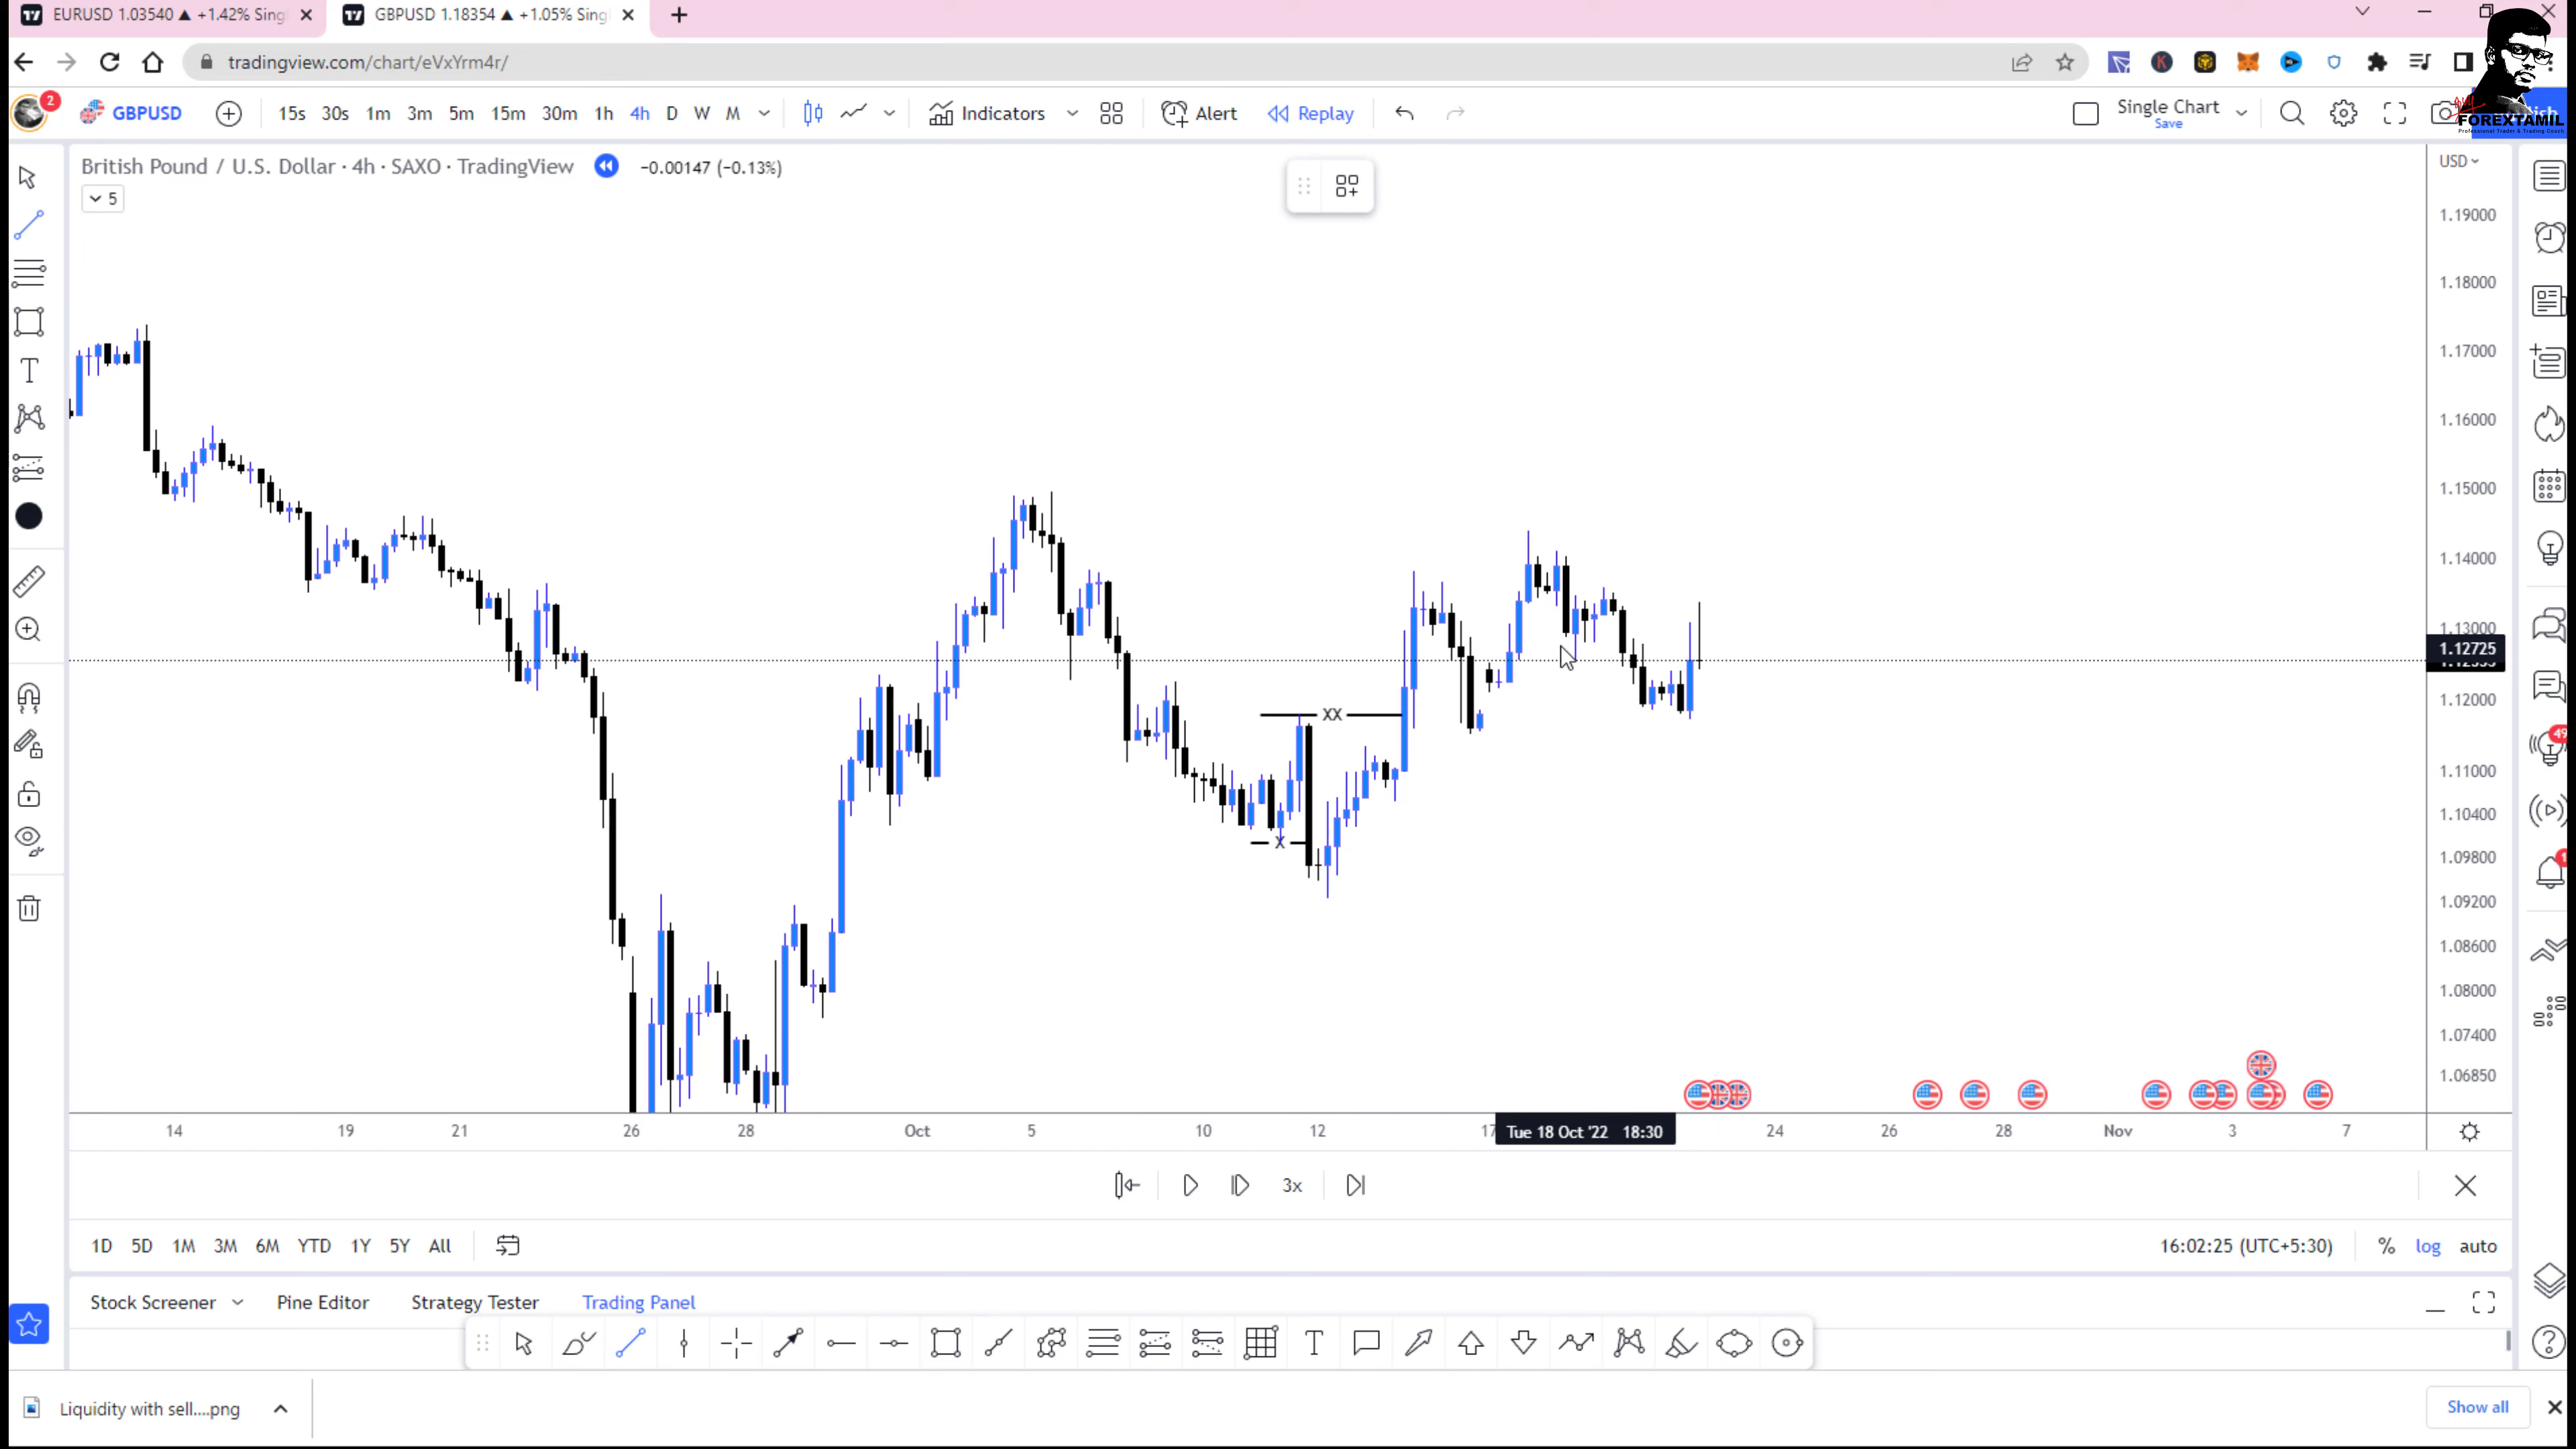 EURUSD 1.03540 ▲ +1.42% Sing
GBPUSD 1.18354 ▲ +1.05% Sing
tradingview.com/chart/eVxYrm4r/
2
GBPUSD
15s 30s 1m 3m 5m 15m 30m 1h 4h D W M
Indicators
Alert
Replay
Single Chart
Save
FOREXTAMIL
Professional Trader & Trading Coach
British Pound / U.S. Dollar · 4h · SAXO · TradingView
−0.00147 (−0.13%)
5
USD
1.19000
1.18000
1.17000
1.16000
1.15000
1.14000
1.13000
1.12725
1.12000
1.11000
1.10400
1.09800
1.09200
1.08600
1.08000
1.07400
1.06850
XX
X
49
14 19 21 26 28 Oct 5 10 12 17 Tue 18 Oct '22 18:30 24 26 28 Nov 3 7
3x
1D 5D 1M 3M 6M YTD 1Y 5Y All
16:02:25 (UTC+5:30)
% log auto
Stock Screener
Pine Editor
Strategy Tester
Trading Panel
Liquidity with sell....png
Show all